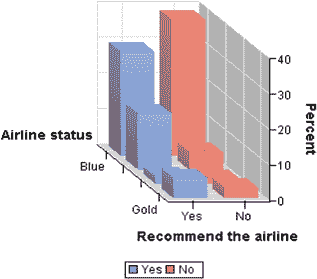 40
30
20
10
0
Percent
Airline status
Blue
Gold
Yes No
Recommend the airline
Yes No